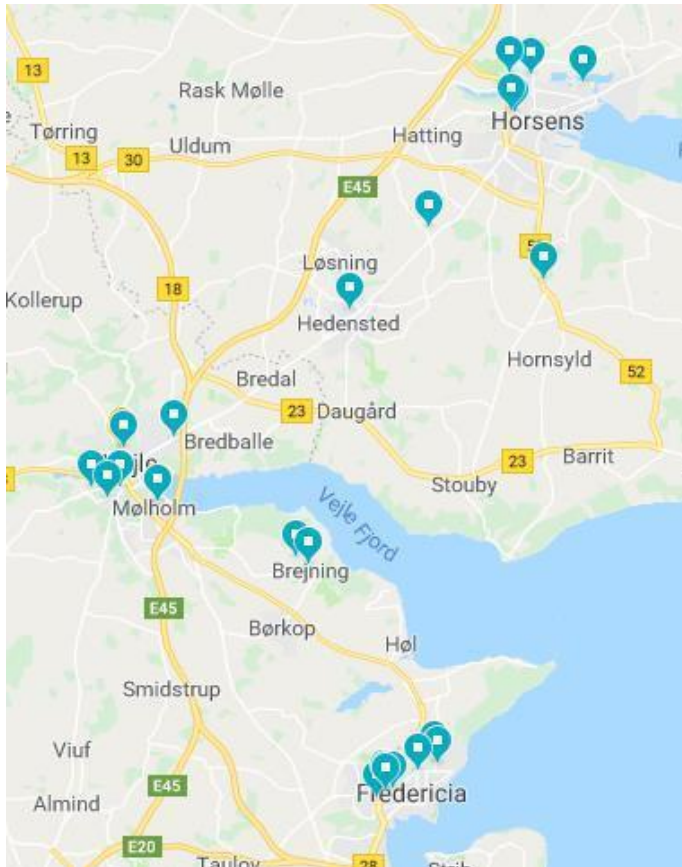 13
Rask Mølle
Horsens
Tørring
Uldum
Hatting
13
30
E45
Løsning
Kollerup
18
Hedensted
Hornsyld
Bredal
52
23
Daugård
Bredballe
23
Barrit
Stouby
Mølholm
Vejle Fjord
Brejning
E45
Børkop
Høl
Smidstrup
Viuf
E45
Almind
Fredericia
E20
28